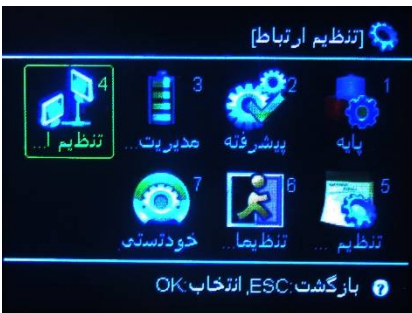 [تنظیم ارتباط]
1 2 3 4
پایه پیشرفته مدیریت... تنظیم ا...
5 6 7
تنظیم ... تنظیما... خودتستی
? بازگشت:ESC, انتخاب:OK